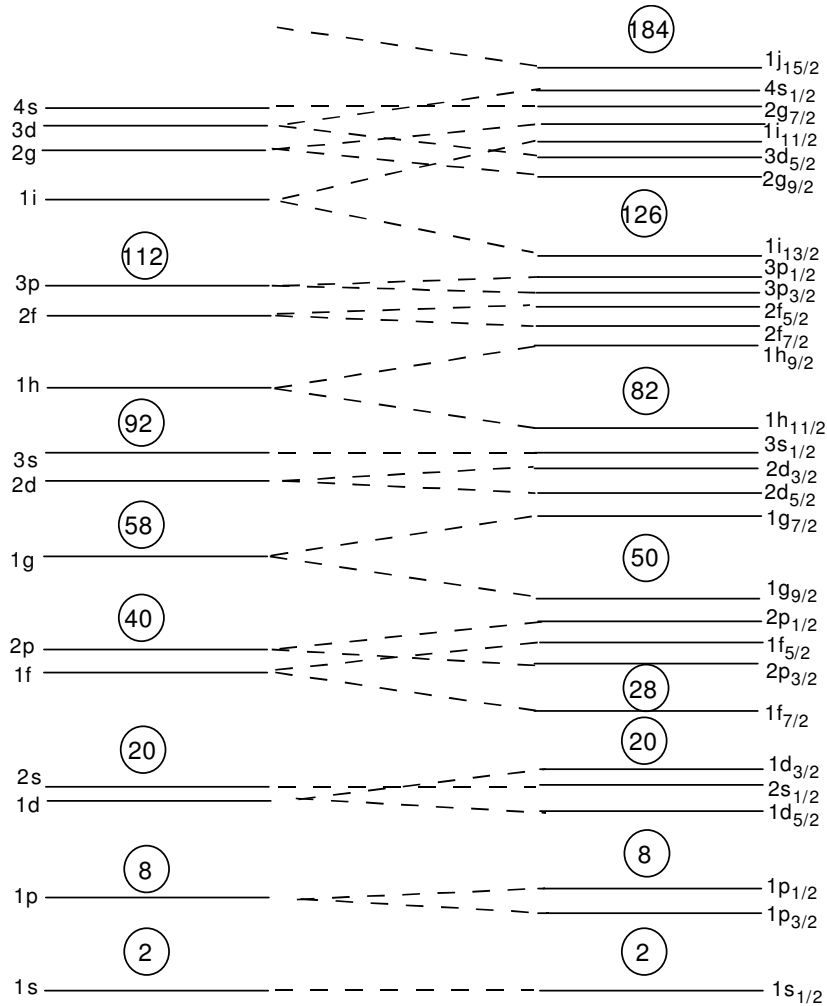 184
1j15/2
4s1/2
4s
2g7/2
3d
1i11/2
2g
3d5/2
2g9/2
1i
126
112
1i13/2
3p1/2
3p
3p3/2
2f
2f5/2
2f7/2
1h9/2
1h
82
92
1h11/2
3s1/2
3s
2d3/2
2d
2d5/2
58
1g7/2
1g
50
1g9/2
40
2p1/2
2p
1f5/2
1f
2p3/2
28
1f7/2
20
20
1d3/2
2s
2s1/2
1d
1d5/2
8
8
1p
1p1/2
1p3/2
2
2
1s
1s1/2